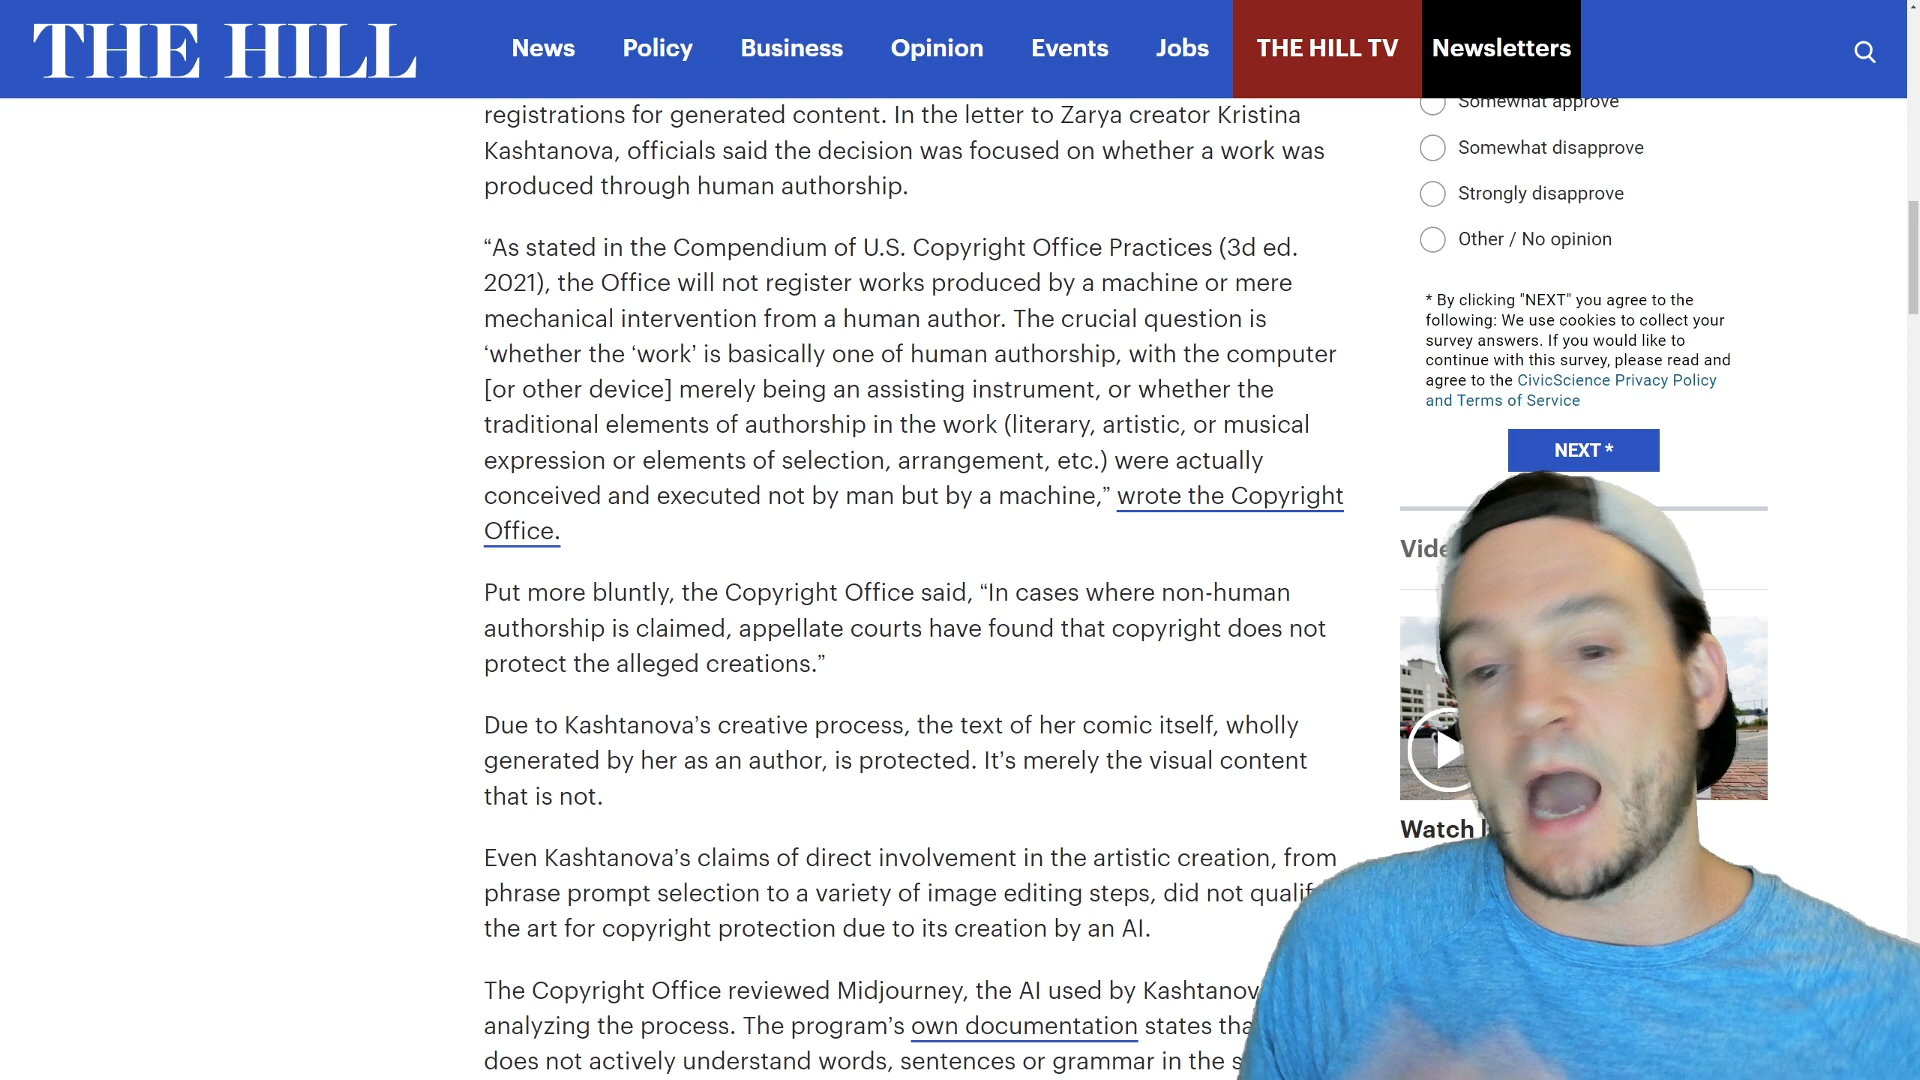 THE HILL
News
Policy
Business
Opinion
Events
Jobs
THE HILL TV
Newsletters
registrations for generated content. In the letter to Zarya creator Kristina
Kashtanova, officials said the decision was focused on whether a work was
produced through human authorship.
“As stated in the Compendium of U.S. Copyright Office Practices (3d ed.
2021), the Office will not register works produced by a machine or mere
mechanical intervention from a human author. The crucial question is
‘whether the ‘work’ is basically one of human authorship, with the computer
[or other device] merely being an assisting instrument, or whether the
traditional elements of authorship in the work (literary, artistic, or musical
expression or elements of selection, arrangement, etc.) were actually
conceived and executed not by man but by a machine,” wrote the Copyright
Office.
Put more bluntly, the Copyright Office said, “In cases where non-human
authorship is claimed, appellate courts have found that copyright does not
protect the alleged creations.”
Due to Kashtanova’s creative process, the text of her comic itself, wholly
generated by her as an author, is protected. It’s merely the visual content
that is not.
Even Kashtanova’s claims of direct involvement in the artistic creation, from
phrase prompt selection to a variety of image editing steps, did not
the art for copyright protection due to its creation by an AI.
The Copyright Office reviewed Midjourney, the AI used by
analyzing the process. The program’s own documentation states
does not actively understand words, sentences or grammar in the
Somewhat approve
Somewhat disapprove
Strongly disapprove
Other / No opinion
* By clicking "NEXT" you agree to the
following: We use cookies to collect your
survey answers. If you would like to
continue with this survey, please read and
agree to the CivicScience Privacy Policy
and Terms of Service
NEXT *
Watch